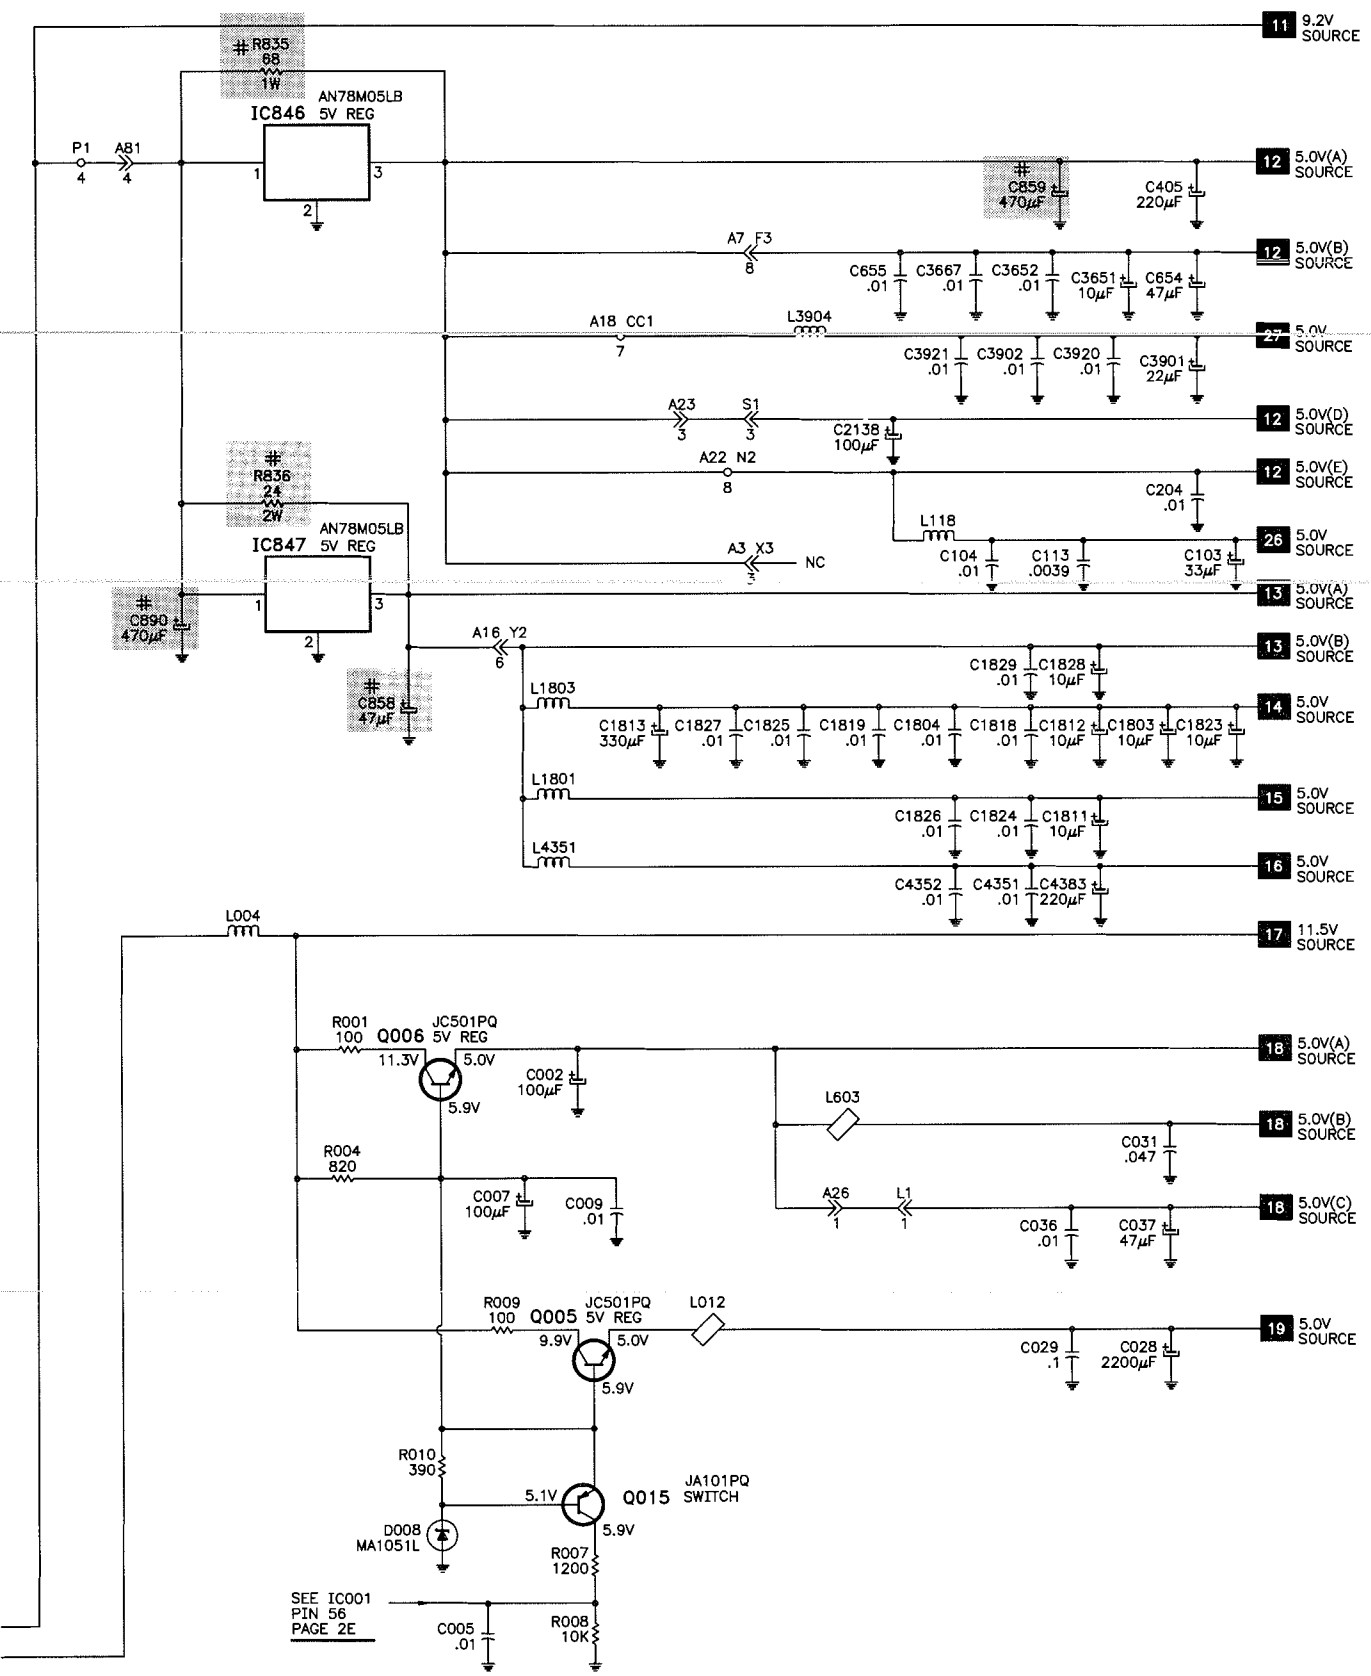 11 9.2V
SOURCE
# R835
68
1W
AN78M05LB
IC846 5V REG
P1 A81
4 4
1 3
2
12 5.0V(A)
SOURCE
#
C859
470µF
C405
220µF
A7 F3
8
C655
.01
C3667
.01
C3652
.01
C3651
10µF
C654
47µF
12 5.0V(B)
SOURCE
A18 CC1
7
L3904
C3921
.01
C3902
.01
C3920
.01
C3901
22µF
27 5.0V
SOURCE
A23 S1
3 3
C2138
100µF
12 5.0V(D)
SOURCE
A22 N2
8
C204
.01
12 5.0V(E)
SOURCE
#
R836
24
2W
AN78M05LB
IC847 5V REG
L118
C104
.01
C113
.0039
C103
33µF
26 5.0V
SOURCE
A3 X3
3
NC
#
C890
470µF
1 3
2
13 5.0V(A)
SOURCE
A16 Y2
6
C1829
.01
C1828
10µF
13 5.0V(B)
SOURCE
#
C858
47µF
L1803
C1813
330µF
C1827
.01
C1825
.01
C1819
.01
C1804
.01
C1818
.01
C1812
10µF
C1803
10µF
C1823
10µF
14 5.0V
SOURCE
L1801
C1826
.01
C1824
.01
C1811
10µF
15 5.0V
SOURCE
L4351
C4352
.01
C4351
.01
C4383
220µF
16 5.0V
SOURCE
L004
17 11.5V
SOURCE
R001
100
Q006
JC501PQ
5V REG
11.3V 5.0V
5.9V
C002
100µF
18 5.0V(A)
SOURCE
L603
C031
.047
18 5.0V(B)
SOURCE
R004
820
C007
100µF
C009
.01
A26 L1
1 1
C036
.01
C037
47µF
18 5.0V(C)
SOURCE
R009
100
Q005
JC501PQ
5V REG
9.9V 5.0V
5.9V
L012
C029
.1
C028
2200µF
19 5.0V
SOURCE
R010
390
5.1V
Q015
JA101PQ
SWITCH
5.9V
D008
MA1051L
R007
1200
SEE IC001
PIN 56
PAGE 2E
C005
.01
R008
10K